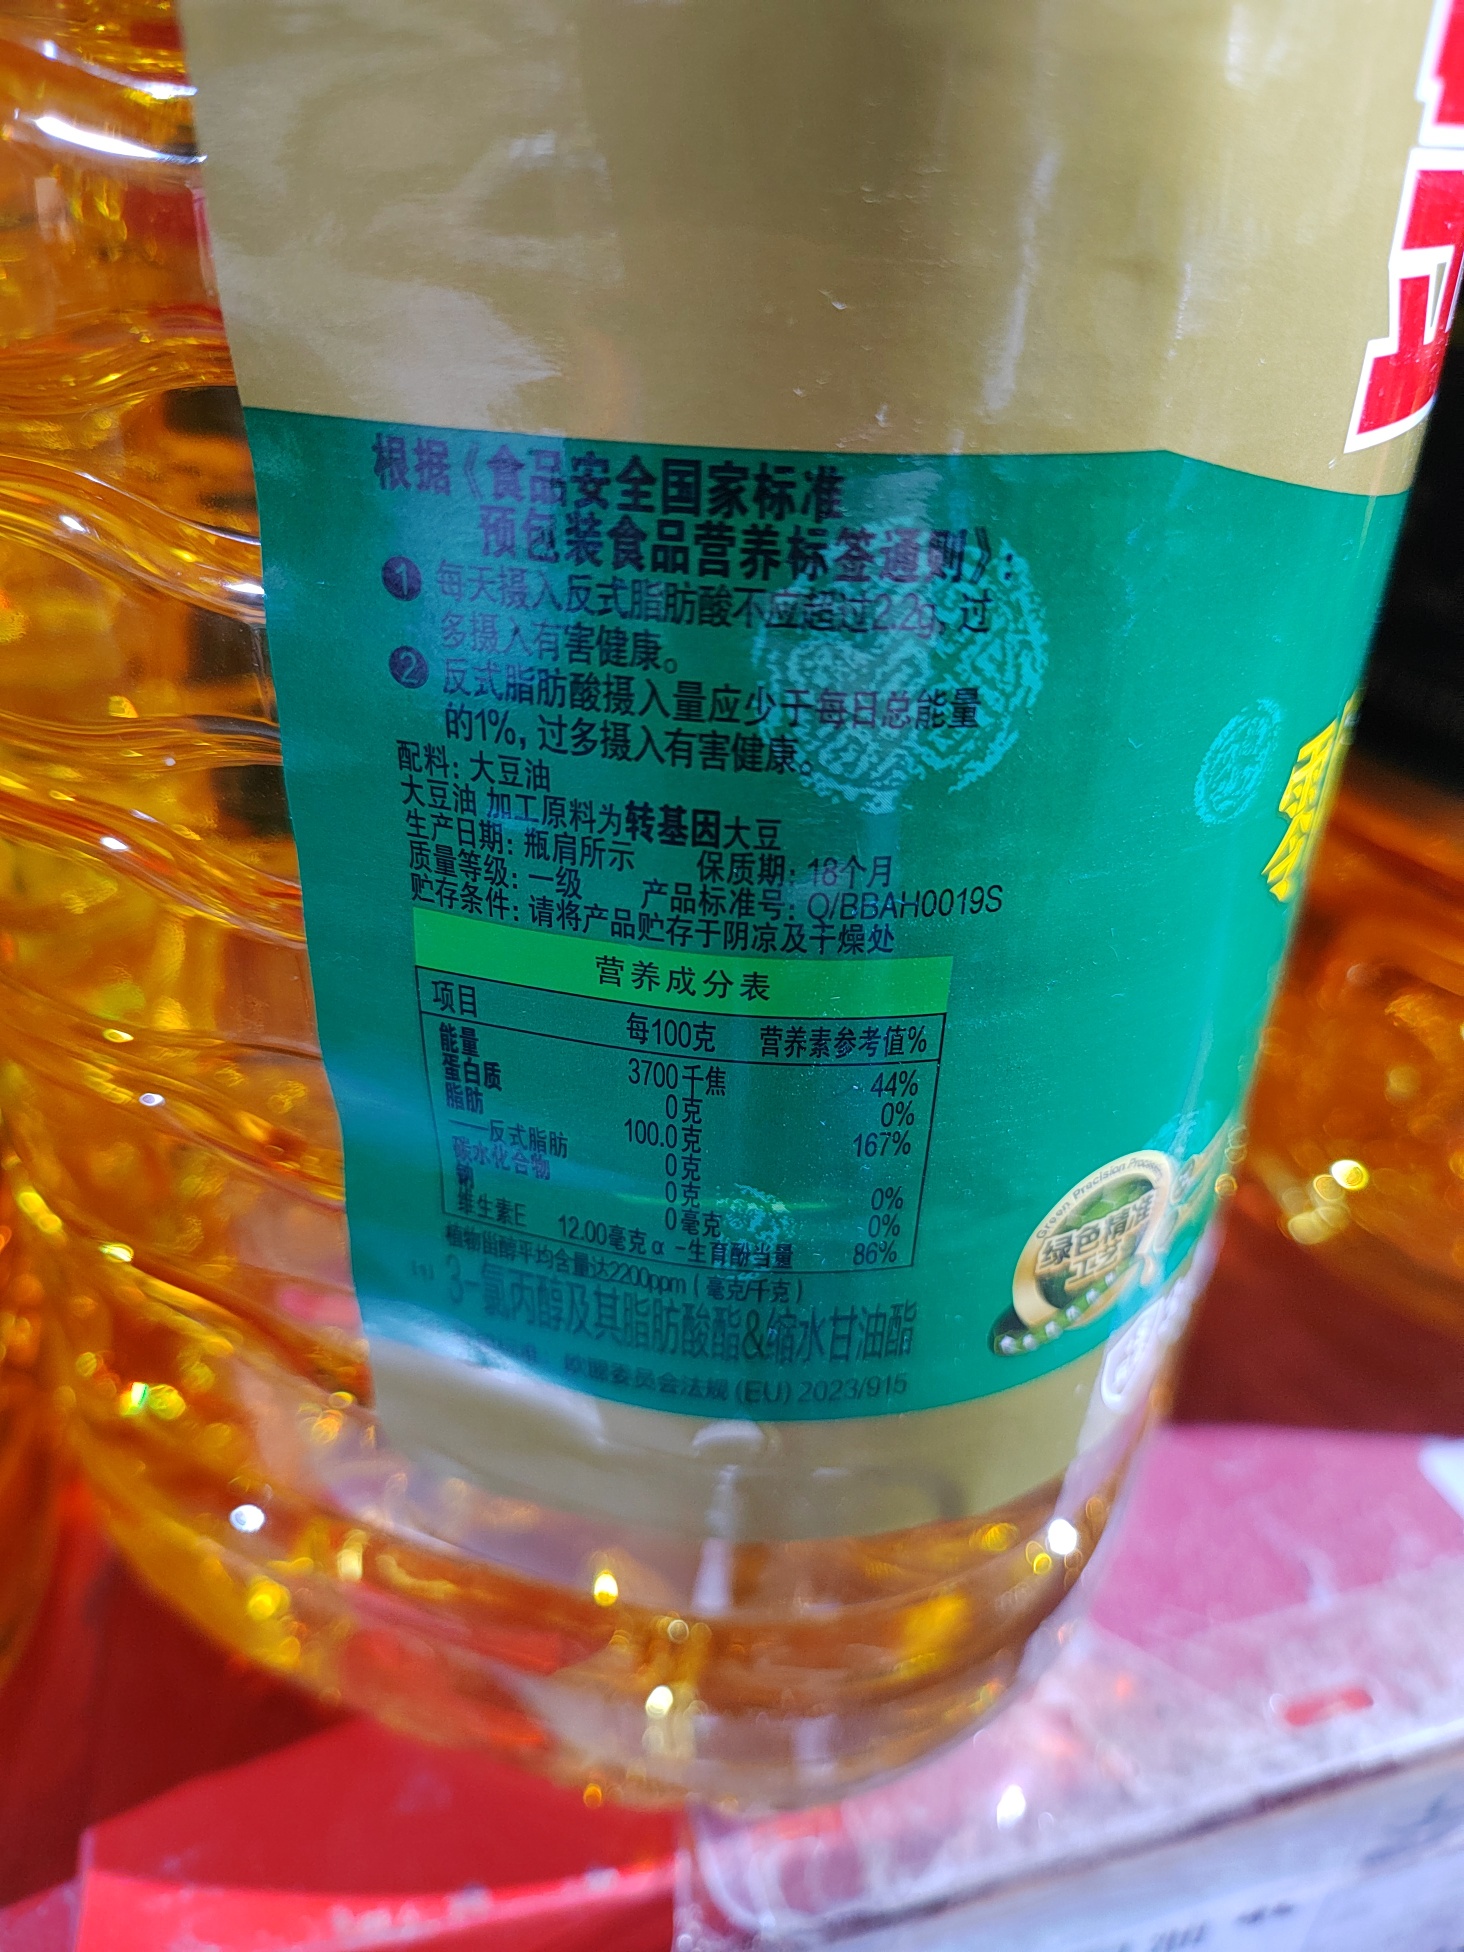 根据《食品安全国家标准
预包装食品营养标签通则》:
1 每天摄入反式脂肪酸不应超过2.2g, 过
多摄入有害健康。
2 反式脂肪酸摄入量应少于每日总能量
的1%, 过多摄入有害健康。
配料: 大豆油
大豆油 加工原料为转基因大豆
生产日期: 瓶肩所示 保质期: 18个月
质量等级: 一级 产品标准号: Q/BBAH0019S
贮存条件: 请将产品贮存于阴凉及干燥处
营养成分表
项目 每100克 营养素参考值%
能量 3700千焦 44%
蛋白质 0克 0%
脂肪 100.0克 167%
——反式脂肪 0克
碳水化合物 0克 0%
钠 0毫克 0%
维生素E 12.00毫克α-生育酚当量 86%
植物甾醇平均含量达2200ppm(毫克/千克)
3-氯丙醇及其脂肪酸酯&缩水甘油酯
欧盟委员会法规 (EU) 2023/915
Green Precision
绿色精准